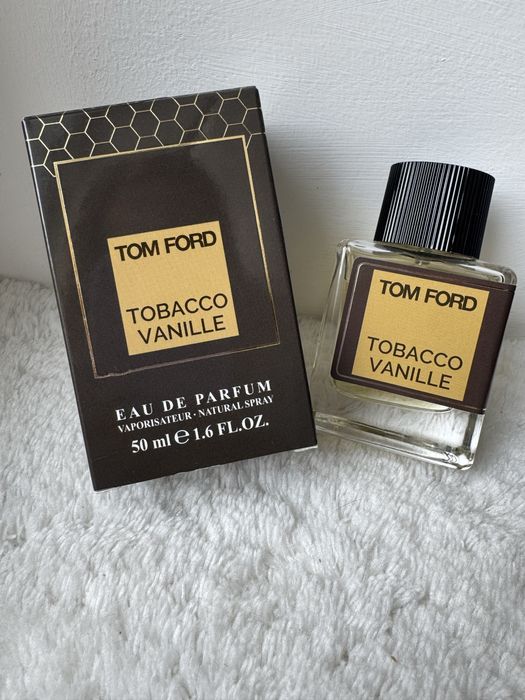 TOM FORD
TOBACCO
VANILLE
EAU DE PARFUM
VAPORISATEUR · NATURAL SPRAY
50 ml ℮ 1.6 FL.OZ.
TOM FORD
TOBACCO
VANILLE